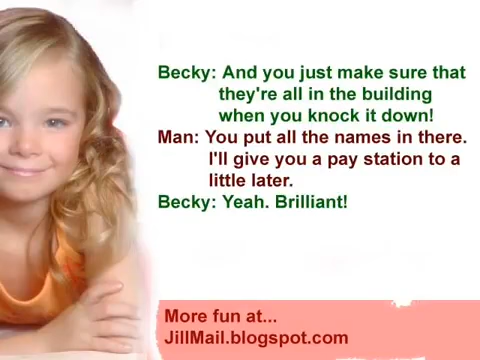 Becky: And you just make sure that
they're all in the building
when you knock it down!
Man: You put all the names in there.
I'll give you a pay station to a
little later.
Becky: Yeah. Brilliant!
More fun at...
JillMail.blogspot.com